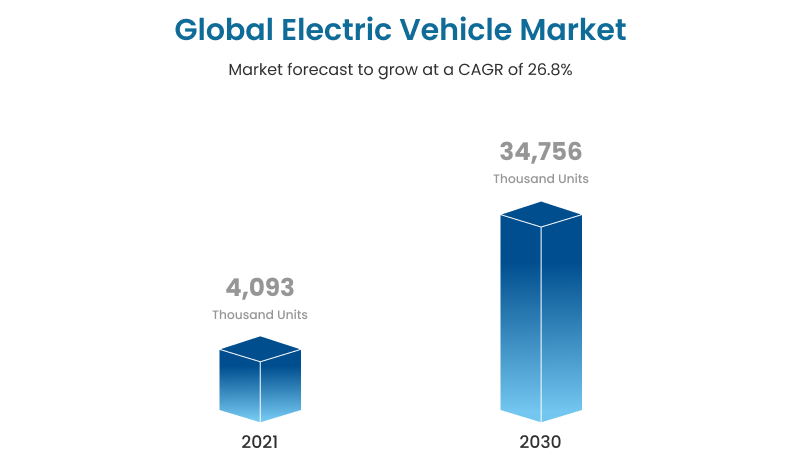 Global Electric Vehicle Market
Market forecast to grow at a CAGR of 26.8%
34,756
Thousand Units
4,093
Thousand Units
2021
2030